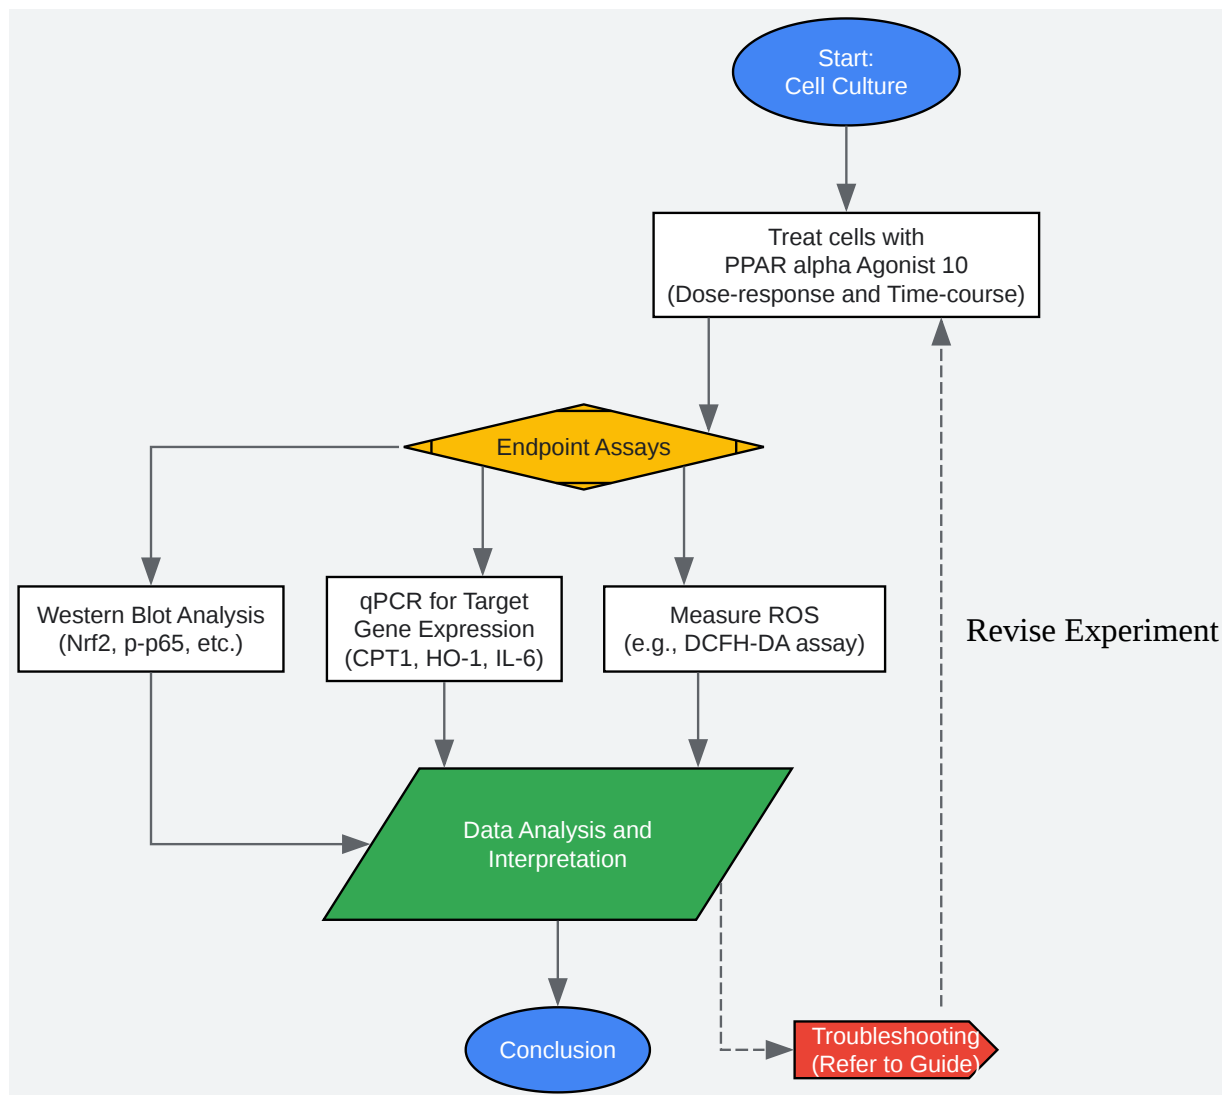 Start:
Cell Culture
Treat cells with
PPAR alpha Agonist 10
(Dose-response and Time-course)
Endpoint Assays
Western Blot Analysis
(Nrf2, p-p65, etc.)
qPCR for Target
Gene Expression
(CPT1, HO-1, IL-6)
Measure ROS
(e.g., DCFH-DA assay)
Revise Experiment
Data Analysis and
Interpretation
Conclusion
Troubleshooting
(Refer to Guide)